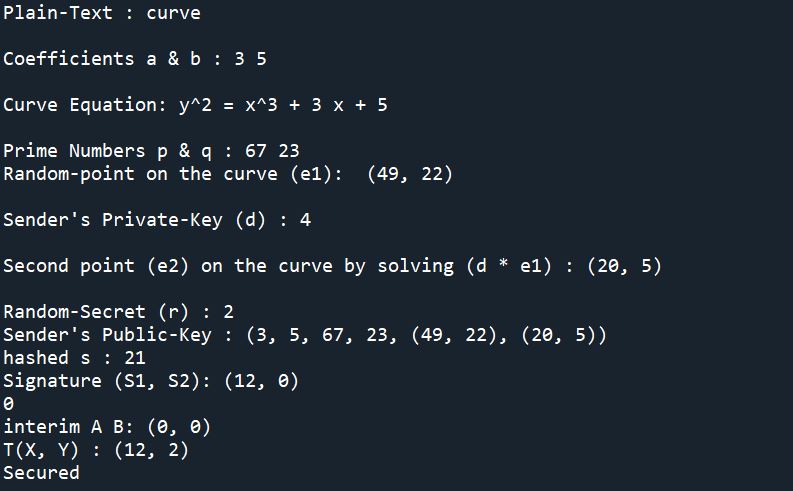 Plain-Text : curve
Coefficients a & b : 3 5
Curve Equation: y^2 = x^3 + 3 x + 5
Prime Numbers p & q : 67 23
Random-point on the curve (e1):  (49, 22)
Sender's Private-Key (d) : 4
Second point (e2) on the curve by solving (d * e1) : (20, 5)
Random-Secret (r) : 2
Sender's Public-Key : (3, 5, 67, 23, (49, 22), (20, 5))
hashed s : 21
Signature (S1, S2): (12, 0)
0
interim A B: (0, 0)
T(X, Y) : (12, 2)
Secured